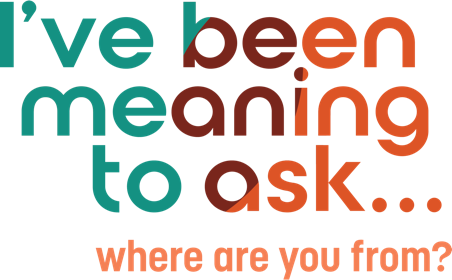 I've been
meaning
to ask...
where are you from?